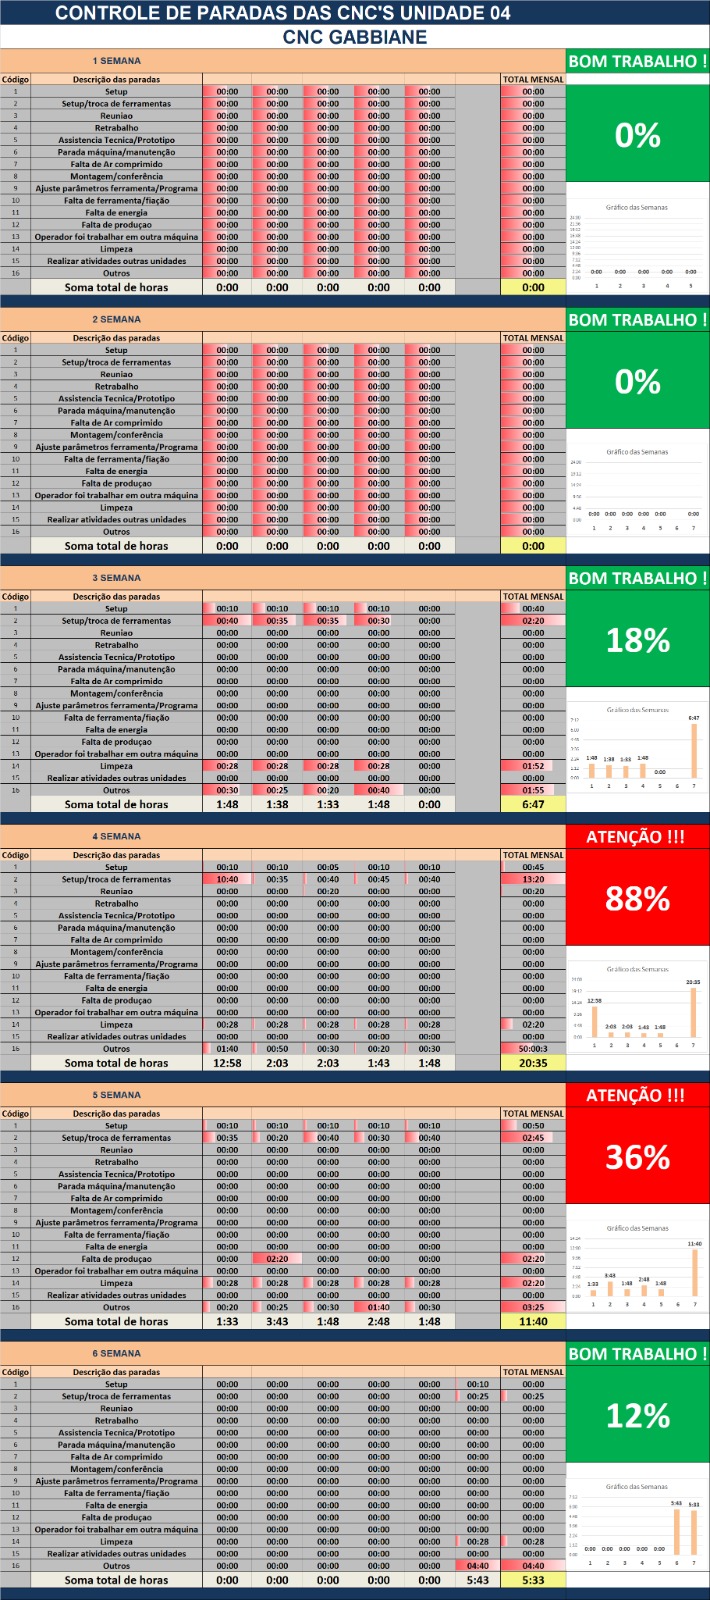 CONTROLE DE PARADAS DAS CNC'S UNIDADE 04
CNC GABBIANE
1 SEMANA BOM TRABALHO !
Código Descrição das paradas TOTAL MENSAL
1 Setup 00:00 00:00 00:00 00:00 00:00 00:00
2 Setup/troca de ferramentas 00:00 00:00 00:00 00:00 00:00 00:00
3 Reuniao 00:00 00:00 00:00 00:00 00:00 00:00
4 Retrabalho 00:00 00:00 00:00 00:00 00:00 00:00
5 Assistencia Tecnica/Prototipo 00:00 00:00 00:00 00:00 00:00 00:00
6 Parada máquina/manutenção 00:00 00:00 00:00 00:00 00:00 00:00
7 Falta de Ar comprimido 00:00 00:00 00:00 00:00 00:00 00:00
8 Montagem/conferência 00:00 00:00 00:00 00:00 00:00 00:00
9 Ajuste parâmetros ferramenta/Programa 00:00 00:00 00:00 00:00 00:00 00:00
10 Falta de ferramenta/fiação 00:00 00:00 00:00 00:00 00:00 00:00
11 Falta de energia 00:00 00:00 00:00 00:00 00:00 00:00
12 Falta de produçao 00:00 00:00 00:00 00:00 00:00 00:00
13 Operador foi trabalhar em outra máquina 00:00 00:00 00:00 00:00 00:00 00:00
14 Limpeza 00:00 00:00 00:00 00:00 00:00 00:00
15 Realizar atividades outras unidades 00:00 00:00 00:00 00:00 00:00 00:00
16 Outros 00:00 00:00 00:00 00:00 00:00 00:00
Soma total de horas 0:00 0:00 0:00 0:00 0:00 0:00
0%
Gráfico das Semanas
0:00 0:00 0:00 0:00 0:00
1 2 3 4 5
2 SEMANA BOM TRABALHO !
Código Descrição das paradas TOTAL MENSAL
1 Setup 00:00 00:00 00:00 00:00 00:00 00:00
2 Setup/troca de ferramentas 00:00 00:00 00:00 00:00 00:00 00:00
3 Reuniao 00:00 00:00 00:00 00:00 00:00 00:00
4 Retrabalho 00:00 00:00 00:00 00:00 00:00 00:00
5 Assistencia Tecnica/Prototipo 00:00 00:00 00:00 00:00 00:00 00:00
6 Parada máquina/manutenção 00:00 00:00 00:00 00:00 00:00 00:00
7 Falta de Ar comprimido 00:00 00:00 00:00 00:00 00:00 00:00
8 Montagem/conferência 00:00 00:00 00:00 00:00 00:00 00:00
9 Ajuste parâmetros ferramenta/Programa 00:00 00:00 00:00 00:00 00:00 00:00
10 Falta de ferramenta/fiação 00:00 00:00 00:00 00:00 00:00 00:00
11 Falta de energia 00:00 00:00 00:00 00:00 00:00 00:00
12 Falta de produçao 00:00 00:00 00:00 00:00 00:00 00:00
13 Operador foi trabalhar em outra máquina 00:00 00:00 00:00 00:00 00:00 00:00
14 Limpeza 00:00 00:00 00:00 00:00 00:00 00:00
15 Realizar atividades outras unidades 00:00 00:00 00:00 00:00 00:00 00:00
16 Outros 00:00 00:00 00:00 00:00 00:00 00:00
Soma total de horas 0:00 0:00 0:00 0:00 0:00 0:00
0%
Gráfico das Semanas
0:00 0:00 0:00 0:00 0:00 0:00
1 2 3 4 5 6 7
3 SEMANA BOM TRABALHO !
Código Descrição das paradas TOTAL MENSAL
1 Setup 00:10 00:10 00:10 00:10 00:00 00:40
2 Setup/troca de ferramentas 00:40 00:35 00:35 00:30 00:00 02:20
3 Reuniao 00:00 00:00 00:00 00:00 00:00 00:00
4 Retrabalho 00:00 00:00 00:00 00:00 00:00 00:00
5 Assistencia Tecnica/Prototipo 00:00 00:00 00:00 00:00 00:00 00:00
6 Parada máquina/manutenção 00:00 00:00 00:00 00:00 00:00 00:00
7 Falta de Ar comprimido 00:00 00:00 00:00 00:00 00:00 00:00
8 Montagem/conferência 00:00 00:00 00:00 00:00 00:00 00:00
9 Ajuste parâmetros ferramenta/Programa 00:00 00:00 00:00 00:00 00:00 00:00
10 Falta de ferramenta/fiação 00:00 00:00 00:00 00:00 00:00 00:00
11 Falta de energia 00:00 00:00 00:00 00:00 00:00 00:00
12 Falta de produçao 00:00 00:00 00:00 00:00 00:00 00:00
13 Operador foi trabalhar em outra máquina 00:00 00:00 00:00 00:00 00:00 00:00
14 Limpeza 00:28 00:28 00:28 00:28 00:00 01:52
15 Realizar atividades outras unidades 00:00 00:00 00:00 00:00 00:00 00:00
16 Outros 00:30 00:25 00:20 00:40 00:00 01:55
Soma total de horas 1:48 1:38 1:33 1:48 0:00 6:47
18%
Gráfico das Semanas
1:48 1:38 1:33 1:48 0:00 6:47
1 2 3 4 5 6 7
4 SEMANA ATENÇÃO !!!
Código Descrição das paradas TOTAL MENSAL
1 Setup 00:10 00:10 00:05 00:10 00:10 00:45
2 Setup/troca de ferramentas 10:40 00:35 00:40 00:45 00:40 13:20
3 Reuniao 00:00 00:00 00:20 00:00 00:00 00:20
4 Retrabalho 00:00 00:00 00:00 00:00 00:00 00:00
5 Assistencia Tecnica/Prototipo 00:00 00:00 00:00 00:00 00:00 00:00
6 Parada máquina/manutenção 00:00 00:00 00:00 00:00 00:00 00:00
7 Falta de Ar comprimido 00:00 00:00 00:00 00:00 00:00 00:00
8 Montagem/conferência 00:00 00:00 00:00 00:00 00:00 00:00
9 Ajuste parâmetros ferramenta/Programa 00:00 00:00 00:00 00:00 00:00 00:00
10 Falta de ferramenta/fiação 00:00 00:00 00:00 00:00 00:00 00:00
11 Falta de energia 00:00 00:00 00:00 00:00 00:00 00:00
12 Falta de produçao 00:00 00:00 00:00 00:00 00:00 00:00
13 Operador foi trabalhar em outra máquina 00:00 00:00 00:00 00:00 00:00 00:00
14 Limpeza 00:28 00:28 00:28 00:28 00:28 02:20
15 Realizar atividades outras unidades 00:00 00:00 00:00 00:00 00:00 00:00
16 Outros 01:40 00:50 00:30 00:20 00:30 50:00:3
Soma total de horas 12:58 2:03 2:03 1:43 1:48 20:35
88%
Gráfico das Semanas
12:58 2:03 2:03 1:43 1:48 20:35
1 2 3 4 5 6 7
5 SEMANA ATENÇÃO !!!
Código Descrição das paradas TOTAL MENSAL
1 Setup 00:10 00:10 00:10 00:10 00:10 00:50
2 Setup/troca de ferramentas 00:35 00:20 00:40 00:30 00:40 02:45
3 Reuniao 00:00 00:00 00:00 00:00 00:00 00:00
4 Retrabalho 00:00 00:00 00:00 00:00 00:00 00:00
5 Assistencia Tecnica/Prototipo 00:00 00:00 00:00 00:00 00:00 00:00
6 Parada máquina/manutenção 00:00 00:00 00:00 00:00 00:00 00:00
7 Falta de Ar comprimido 00:00 00:00 00:00 00:00 00:00 00:00
8 Montagem/conferência 00:00 00:00 00:00 00:00 00:00 00:00
9 Ajuste parâmetros ferramenta/Programa 00:00 00:00 00:00 00:00 00:00 00:00
10 Falta de ferramenta/fiação 00:00 00:00 00:00 00:00 00:00 00:00
11 Falta de energia 00:00 00:00 00:00 00:00 00:00 00:00
12 Falta de produçao 00:00 02:20 00:00 00:00 00:00 02:20
13 Operador foi trabalhar em outra máquina 00:00 00:00 00:00 00:00 00:00 00:00
14 Limpeza 00:28 00:28 00:28 00:28 00:28 02:20
15 Realizar atividades outras unidades 00:00 00:00 00:00 00:00 00:00 00:00
16 Outros 00:20 00:25 00:30 01:40 00:30 03:25
Soma total de horas 1:33 3:43 1:48 2:48 1:48 11:40
36%
Gráfico das Semanas
1:33 3:43 1:48 2:48 1:48 11:40
1 2 3 4 5 6 7
6 SEMANA BOM TRABALHO !
Código Descrição das paradas TOTAL MENSAL
1 Setup 00:00 00:00 00:00 00:00 00:00 00:10 00:00
2 Setup/troca de ferramentas 00:00 00:00 00:00 00:00 00:00 00:25 00:25
3 Reuniao 00:00 00:00 00:00 00:00 00:00 00:00 00:00
4 Retrabalho 00:00 00:00 00:00 00:00 00:00 00:00 00:00
5 Assistencia Tecnica/Prototipo 00:00 00:00 00:00 00:00 00:00 00:00 00:00
6 Parada máquina/manutenção 00:00 00:00 00:00 00:00 00:00 00:00 00:00
7 Falta de Ar comprimido 00:00 00:00 00:00 00:00 00:00 00:00 00:00
8 Montagem/conferência 00:00 00:00 00:00 00:00 00:00 00:00 00:00
9 Ajuste parâmetros ferramenta/Programa 00:00 00:00 00:00 00:00 00:00 00:00 00:00
10 Falta de ferramenta/fiação 00:00 00:00 00:00 00:00 00:00 00:00 00:00
11 Falta de energia 00:00 00:00 00:00 00:00 00:00 00:00 00:00
12 Falta de produçao 00:00 00:00 00:00 00:00 00:00 00:00 00:00
13 Operador foi trabalhar em outra máquina 00:00 00:00 00:00 00:00 00:00 00:00 00:00
14 Limpeza 00:00 00:00 00:00 00:00 00:00 00:28 00:28
15 Realizar atividades outras unidades 00:00 00:00 00:00 00:00 00:00 00:00 00:00
16 Outros 00:00 00:00 00:00 00:00 00:00 04:40 04:40
Soma total de horas 0:00 0:00 0:00 0:00 0:00 5:43 5:33
12%
Gráfico das Semanas
0:00 0:00 0:00 0:00 0:00 5:43 5:33
1 2 3 4 5 6 7